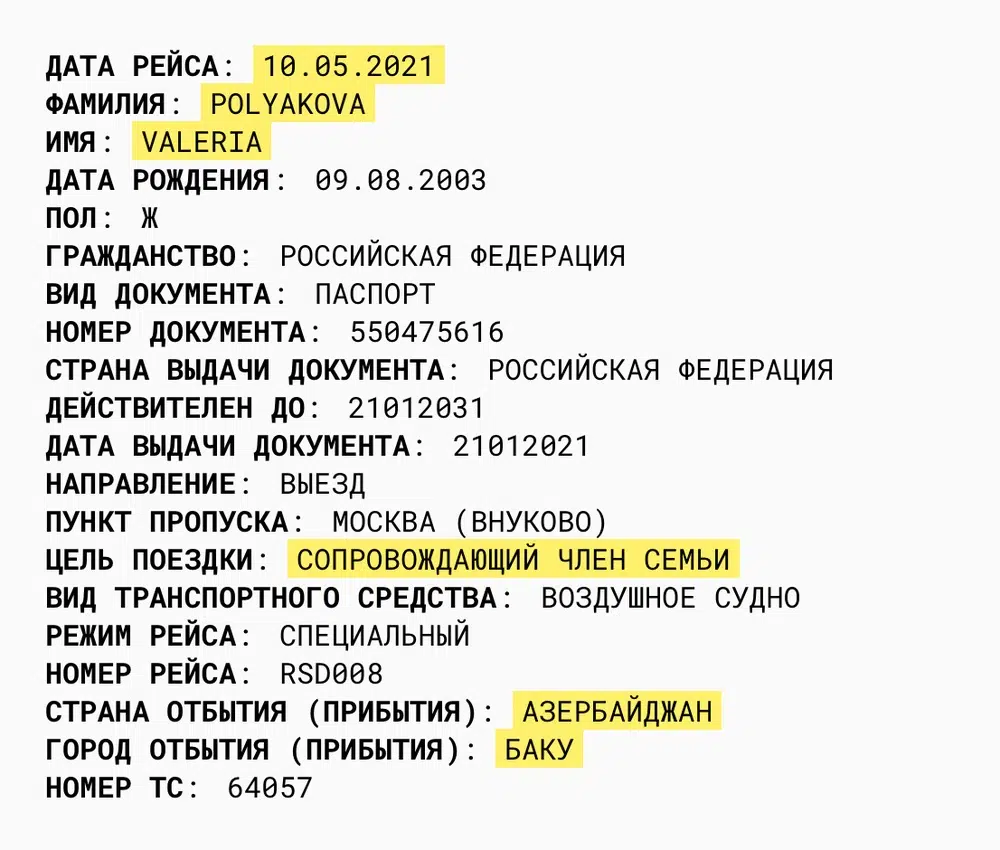 ДАТА РЕЙСА: 10.05.2021
ФАМИЛИЯ: POLYAKOVA
ИМЯ: VALERIA
ДАТА РОЖДЕНИЯ: 09.08.2003
ПОЛ: Ж
ГРАЖДАНСТВО: РОССИЙСКАЯ ФЕДЕРАЦИЯ
ВИД ДОКУМЕНТА: ПАСПОРТ
НОМЕР ДОКУМЕНТА: 550475616
СТРАНА ВЫДАЧИ ДОКУМЕНТА: РОССИЙСКАЯ ФЕДЕРАЦИЯ
ДЕЙСТВИТЕЛЕН ДО: 21012031
ДАТА ВЫДАЧИ ДОКУМЕНТА: 21012021
НАПРАВЛЕНИЕ: ВЫЕЗД
ПУНКТ ПРОПУСКА: МОСКВА (ВНУКОВО)
ЦЕЛЬ ПОЕЗДКИ: СОПРОВОЖДАЮЩИЙ ЧЛЕН СЕМЬИ
ВИД ТРАНСПОРТНОГО СРЕДСТВА: ВОЗДУШНОЕ СУДНО
РЕЖИМ РЕЙСА: СПЕЦИАЛЬНЫЙ
НОМЕР РЕЙСА: RSD008
СТРАНА ОТБЫТИЯ (ПРИБЫТИЯ): АЗЕРБАЙДЖАН
ГОРОД ОТБЫТИЯ (ПРИБЫТИЯ): БАКУ
НОМЕР ТС: 64057